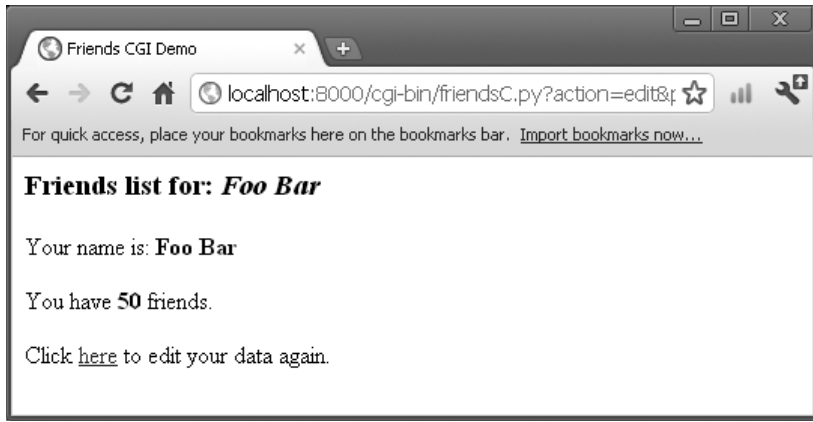 Friends CGI Demo
localhost:8000/cgi-bin/friendsC.py?action=edit&p
For quick access, place your bookmarks here on the bookmarks bar. Import bookmarks now...
Friends list for: Foo Bar
Your name is: Foo Bar
You have 50 friends.
Click here to edit your data again.